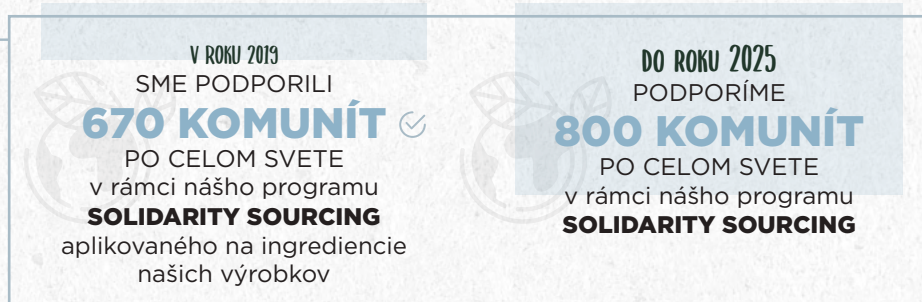 V ROKU 2019
SME PODPORILI
670 KOMUNÍT
PO CELOM SVETE
v rámci nášho programu
SOLIDARITY SOURCING
aplikovaného na ingrediencie
našich výrobkov
DO ROKU 2025
PODPORÍME
800 KOMUNÍT
PO CELOM SVETE
v rámci nášho programu
SOLIDARITY SOURCING